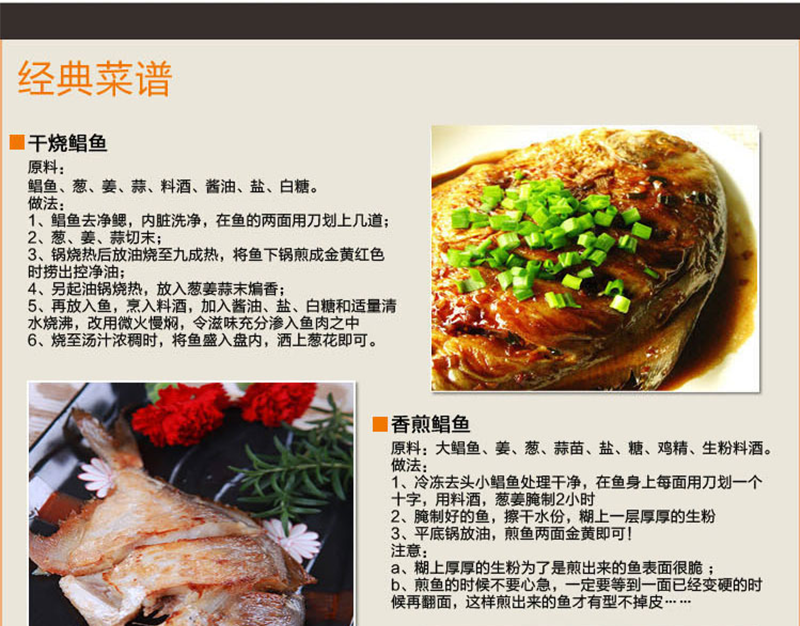 经典菜谱
干烧鲳鱼
原料：
鲳鱼、葱、姜、蒜、料酒、酱油、盐、白糖。
做法：
1、鲳鱼去净鳃，内脏洗净，在鱼的两面用刀划上几道；
2、葱、姜、蒜切末；
3、锅烧热后放油烧至九成热，将鱼下锅煎成金黄红色
时捞出控净油；
4、另起油锅烧热，放入葱姜蒜末煸香；
5、再放入鱼，烹入料酒，加入酱油、盐、白糖和适量清
水烧沸，改用微火慢焖，令滋味充分渗入鱼肉之中
6、烧至汤汁浓稠时，将鱼盛入盘内，洒上葱花即可。
香煎鲳鱼
原料：大鲳鱼、姜、葱、蒜苗、盐、糖、鸡精、生粉料酒。
做法：
1、冷冻去头小鲳鱼处理干净，在鱼身上每面用刀划一个
十字，用料酒，葱姜腌制2小时
2、腌制好的鱼，擦干水份，糊上一层厚厚的生粉
3、平底锅放油，煎鱼两面金黄即可！
注意：
a、糊上厚厚的生粉为了是煎出来的鱼表面很脆；
b、煎鱼的时候不要心急，一定要等到一面已经变硬的时
候再翻面，这样煎出来的鱼才有型不掉皮……